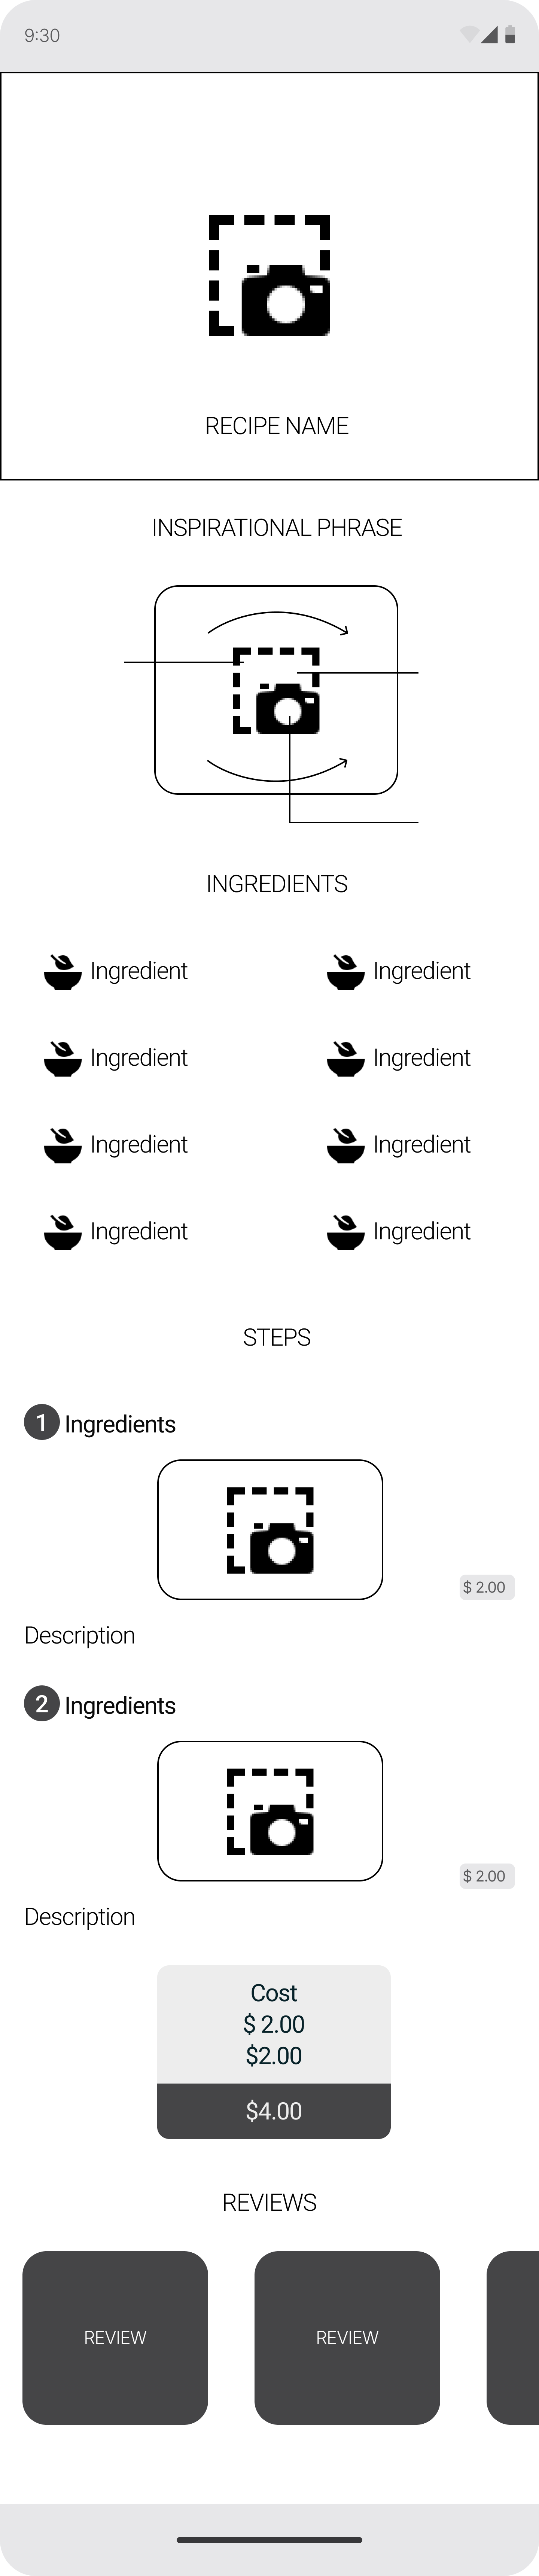 9:30
RECIPE NAME
INSPIRATIONAL PHRASE
INGREDIENTS
Ingredient Ingredient
Ingredient Ingredient
Ingredient Ingredient
Ingredient Ingredient
STEPS
1 Ingredients
$ 2.00
Description
2 Ingredients
$ 2.00
Description
Cost
$ 2.00
$2.00
$4.00
REVIEWS
REVIEW REVIEW